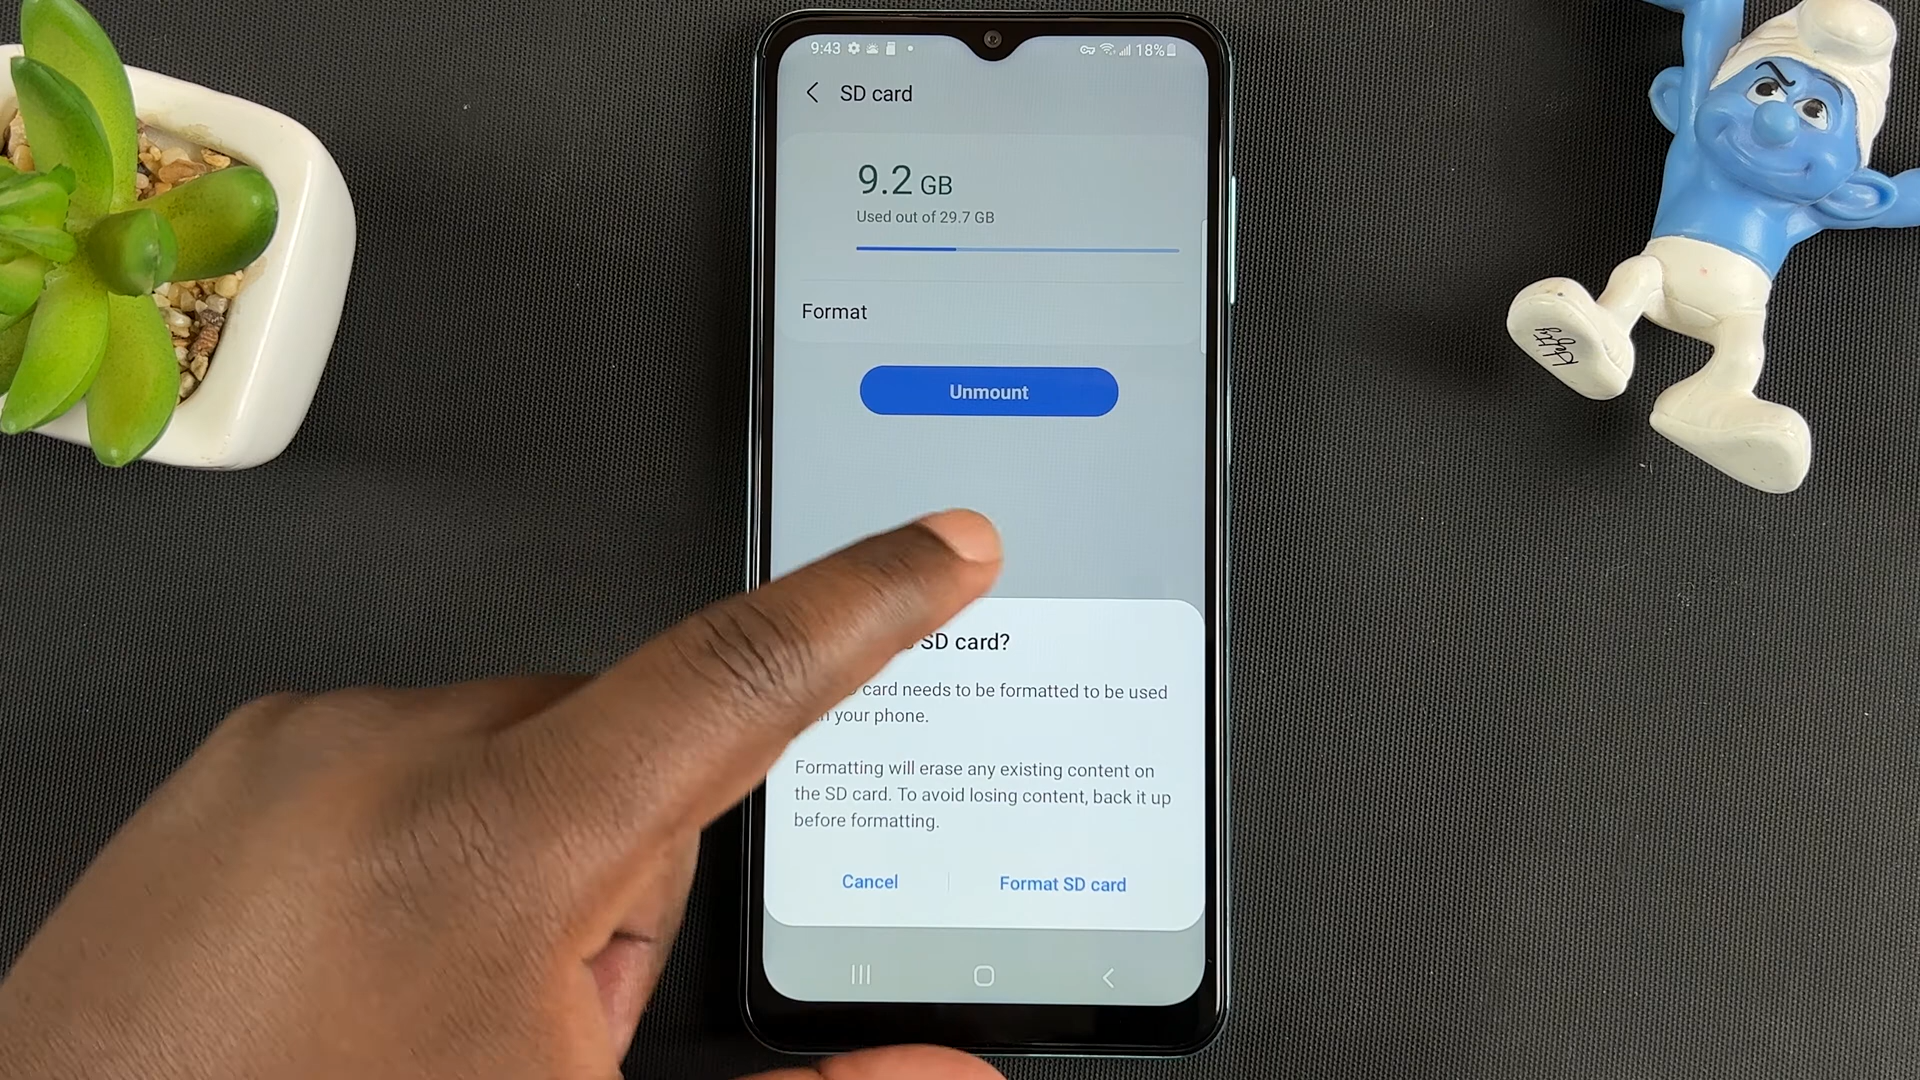 9:43 18%
SD card
9.2 GB
Used out of 29.7 GB
Format
Unmount
SD card?
card needs to be formatted to be used
your phone.
Formatting will erase any existing content on
the SD card. To avoid losing content, back it up
before formatting.
Cancel Format SD card
Hefty